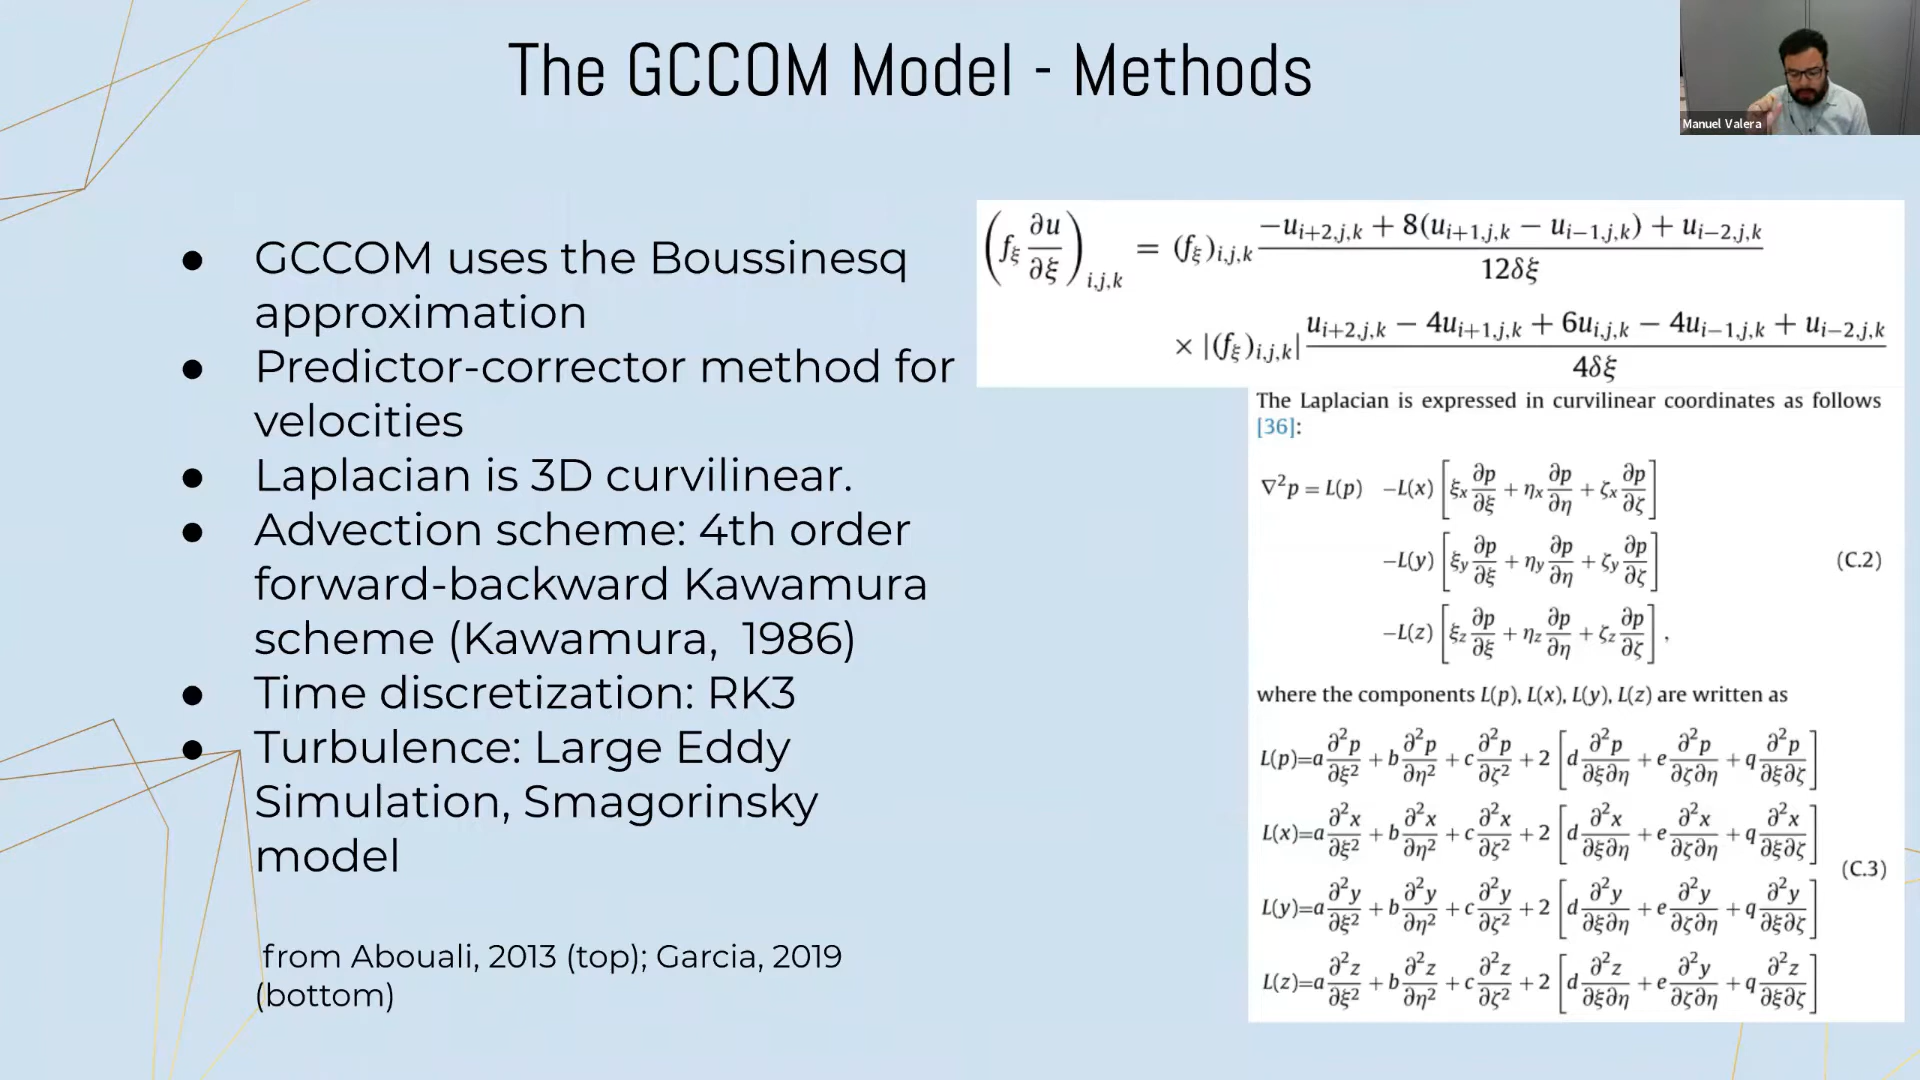 The GCCOM Model - Methods
Manuel Valera
● GCCOM uses the Boussinesq
approximation
● Predictor-corrector method for
velocities
● Laplacian is 3D curvilinear.
● Advection scheme: 4th order
forward-backward Kawamura
scheme (Kawamura, 1986)
● Time discretization: RK3
● Turbulence: Large Eddy
Simulation, Smagorinsky
model
from Abouali, 2013 (top); Garcia, 2019
(bottom)
(f_ξ ∂u/∂ξ)_{i,j,k} = (f_ξ)_{i,j,k} (−u_{i+2,j,k} + 8(u_{i+1,j,k} − u_{i−1,j,k}) + u_{i−2,j,k}) / 12δξ
× |(f_ξ)_{i,j,k}| (u_{i+2,j,k} − 4u_{i+1,j,k} + 6u_{i,j,k} − 4u_{i−1,j,k} + u_{i−2,j,k}) / 4δξ
The Laplacian is expressed in curvilinear coordinates as follows
[36]:
∇²p = L(p) −L(x) [ξ_x ∂p/∂ξ + η_x ∂p/∂η + ζ_x ∂p/∂ζ]
−L(y) [ξ_y ∂p/∂ξ + η_y ∂p/∂η + ζ_y ∂p/∂ζ] (C.2)
−L(z) [ξ_z ∂p/∂ξ + η_z ∂p/∂η + ζ_z ∂p/∂ζ] ,
where the components L(p), L(x), L(y), L(z) are written as
L(p)=a ∂²p/∂ξ² + b ∂²p/∂η² + c ∂²p/∂ζ² + 2 [d ∂²p/∂ξ∂η + e ∂²p/∂ζ∂η + q ∂²p/∂ξ∂ζ]
L(x)=a ∂²x/∂ξ² + b ∂²x/∂η² + c ∂²x/∂ζ² + 2 [d ∂²x/∂ξ∂η + e ∂²x/∂ζ∂η + q ∂²x/∂ξ∂ζ]
(C.3)
L(y)=a ∂²y/∂ξ² + b ∂²y/∂η² + c ∂²y/∂ζ² + 2 [d ∂²y/∂ξ∂η + e ∂²y/∂ζ∂η + q ∂²y/∂ξ∂ζ]
L(z)=a ∂²z/∂ξ² + b ∂²z/∂η² + c ∂²z/∂ζ² + 2 [d ∂²z/∂ξ∂η + e ∂²y/∂ζ∂η + q ∂²z/∂ξ∂ζ]